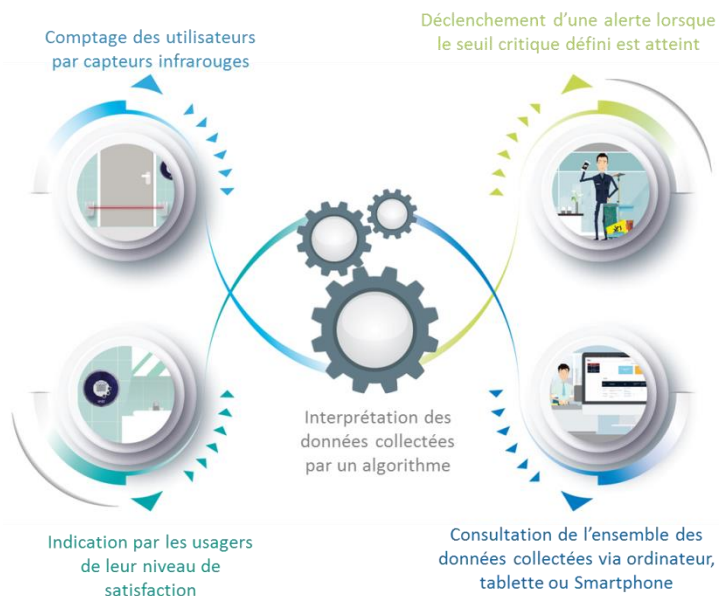 Comptage des utilisateurs
par capteurs infrarouges
Déclenchement d’une alerte lorsque
le seuil critique défini est atteint
Interprétation des
données collectées
par un algorithme
Indication par les usagers
de leur niveau de
satisfaction
Consultation de l’ensemble des
données collectées via ordinateur,
tablette ou Smartphone